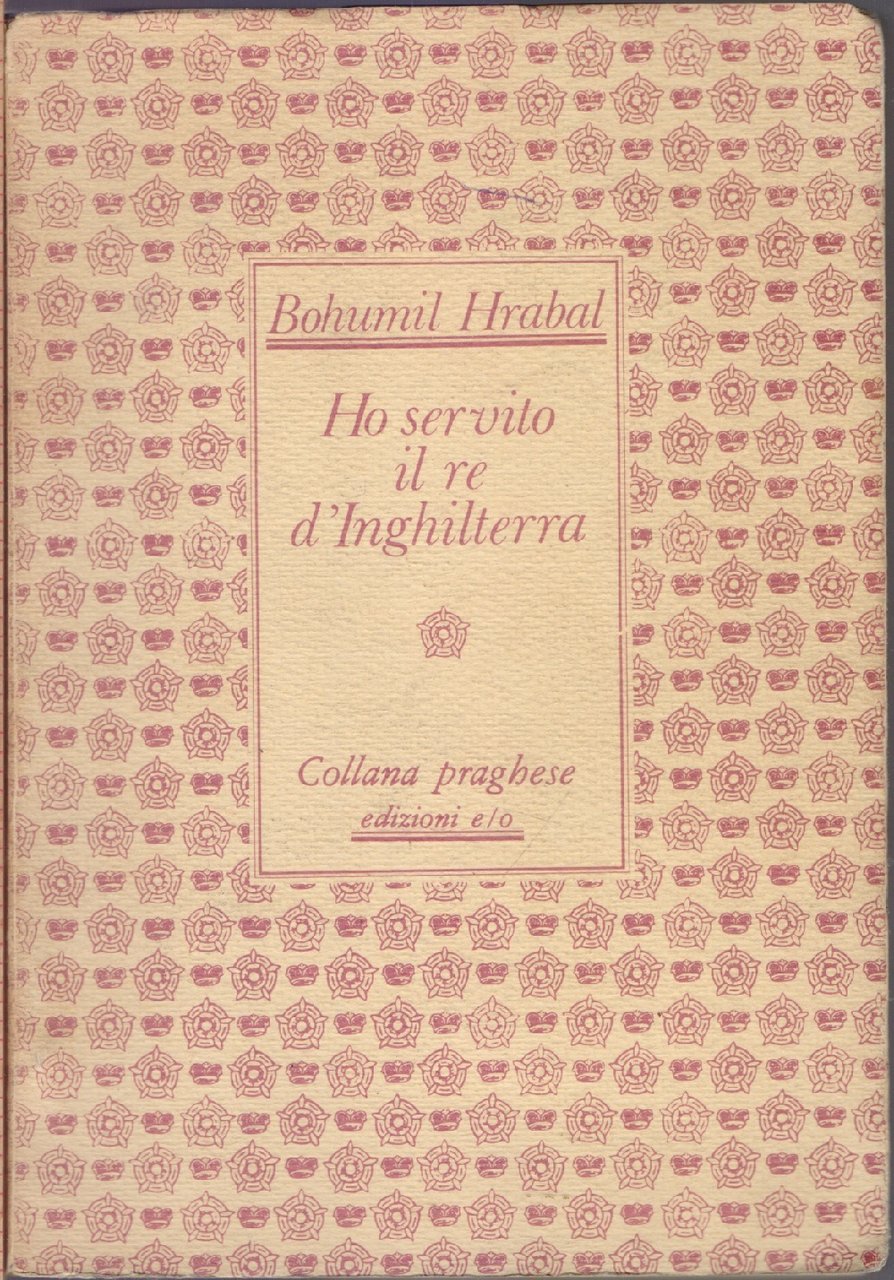 Bohumil Hrabal
Ho servito
il re
d'Inghilterra
Collana praghese
edizioni e/o